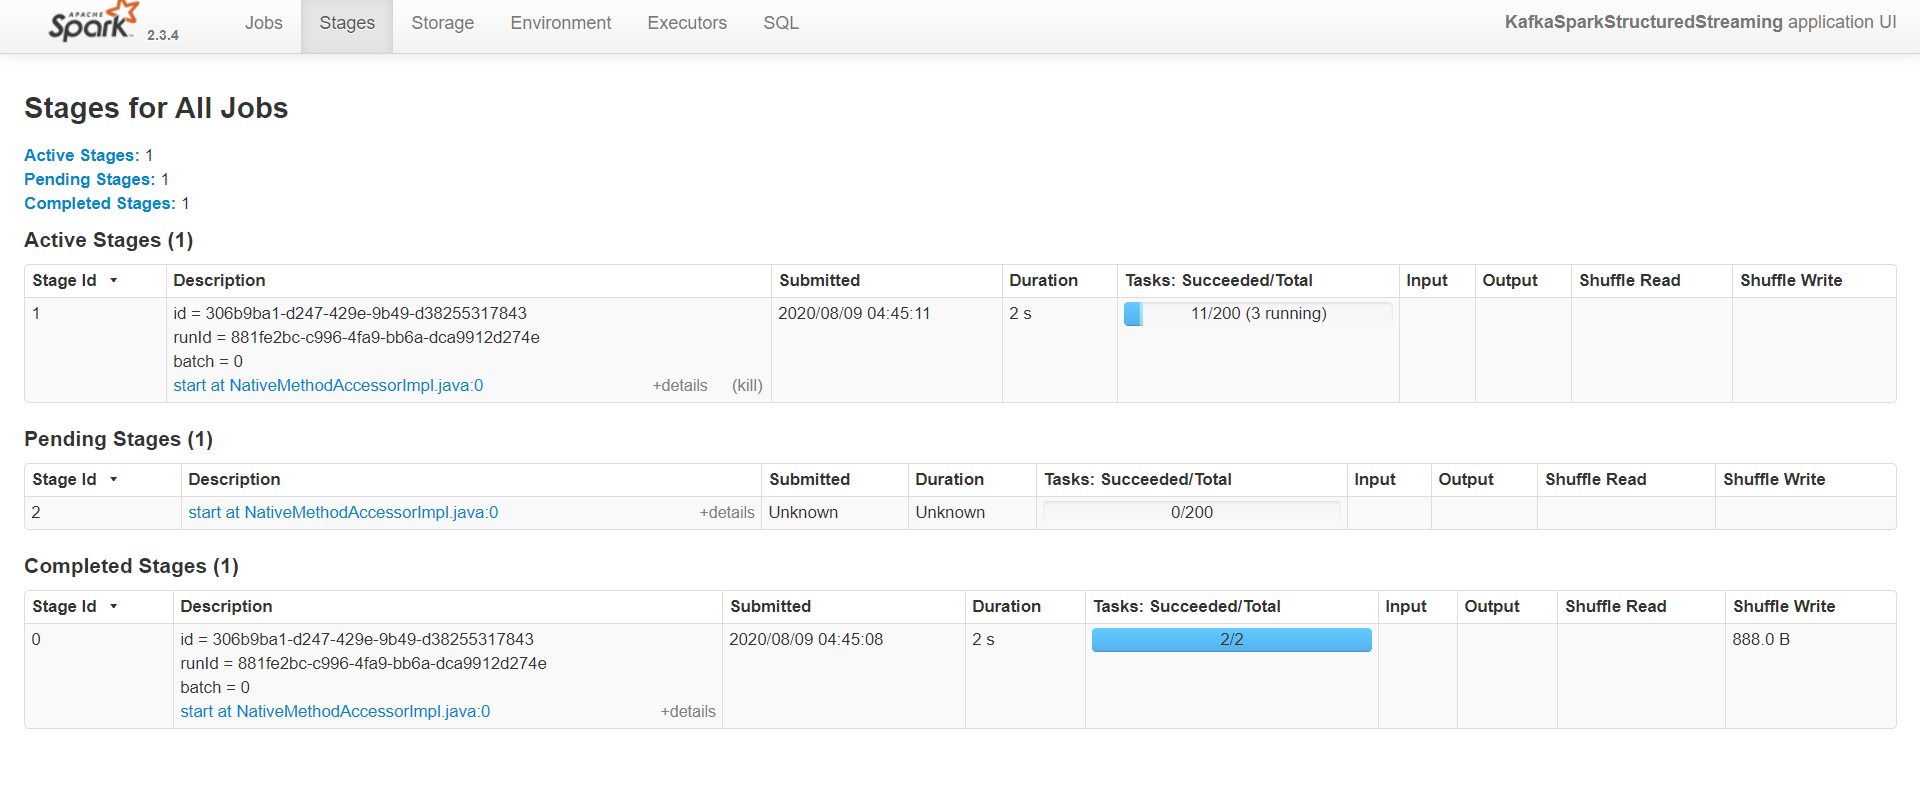 APACHE
Spark 2.3.4 Jobs Stages Storage Environment Executors SQL KafkaSparkStructuredStreaming application UI
Stages for All Jobs
Active Stages: 1
Pending Stages: 1
Completed Stages: 1
Active Stages (1)
Stage Id Description Submitted Duration Tasks: Succeeded/Total Input Output Shuffle Read Shuffle Write
1 id = 306b9ba1-d247-429e-9b49-d38255317843 2020/08/09 04:45:11 2 s 11/200 (3 running)
runId = 881fe2bc-c996-4fa9-bb6a-dca9912d274e
batch = 0
start at NativeMethodAccessorImpl.java:0 +details (kill)
Pending Stages (1)
Stage Id Description Submitted Duration Tasks: Succeeded/Total Input Output Shuffle Read Shuffle Write
2 start at NativeMethodAccessorImpl.java:0 +details Unknown Unknown 0/200
Completed Stages (1)
Stage Id Description Submitted Duration Tasks: Succeeded/Total Input Output Shuffle Read Shuffle Write
0 id = 306b9ba1-d247-429e-9b49-d38255317843 2020/08/09 04:45:08 2 s 2/2 888.0 B
runId = 881fe2bc-c996-4fa9-bb6a-dca9912d274e
batch = 0
start at NativeMethodAccessorImpl.java:0 +details